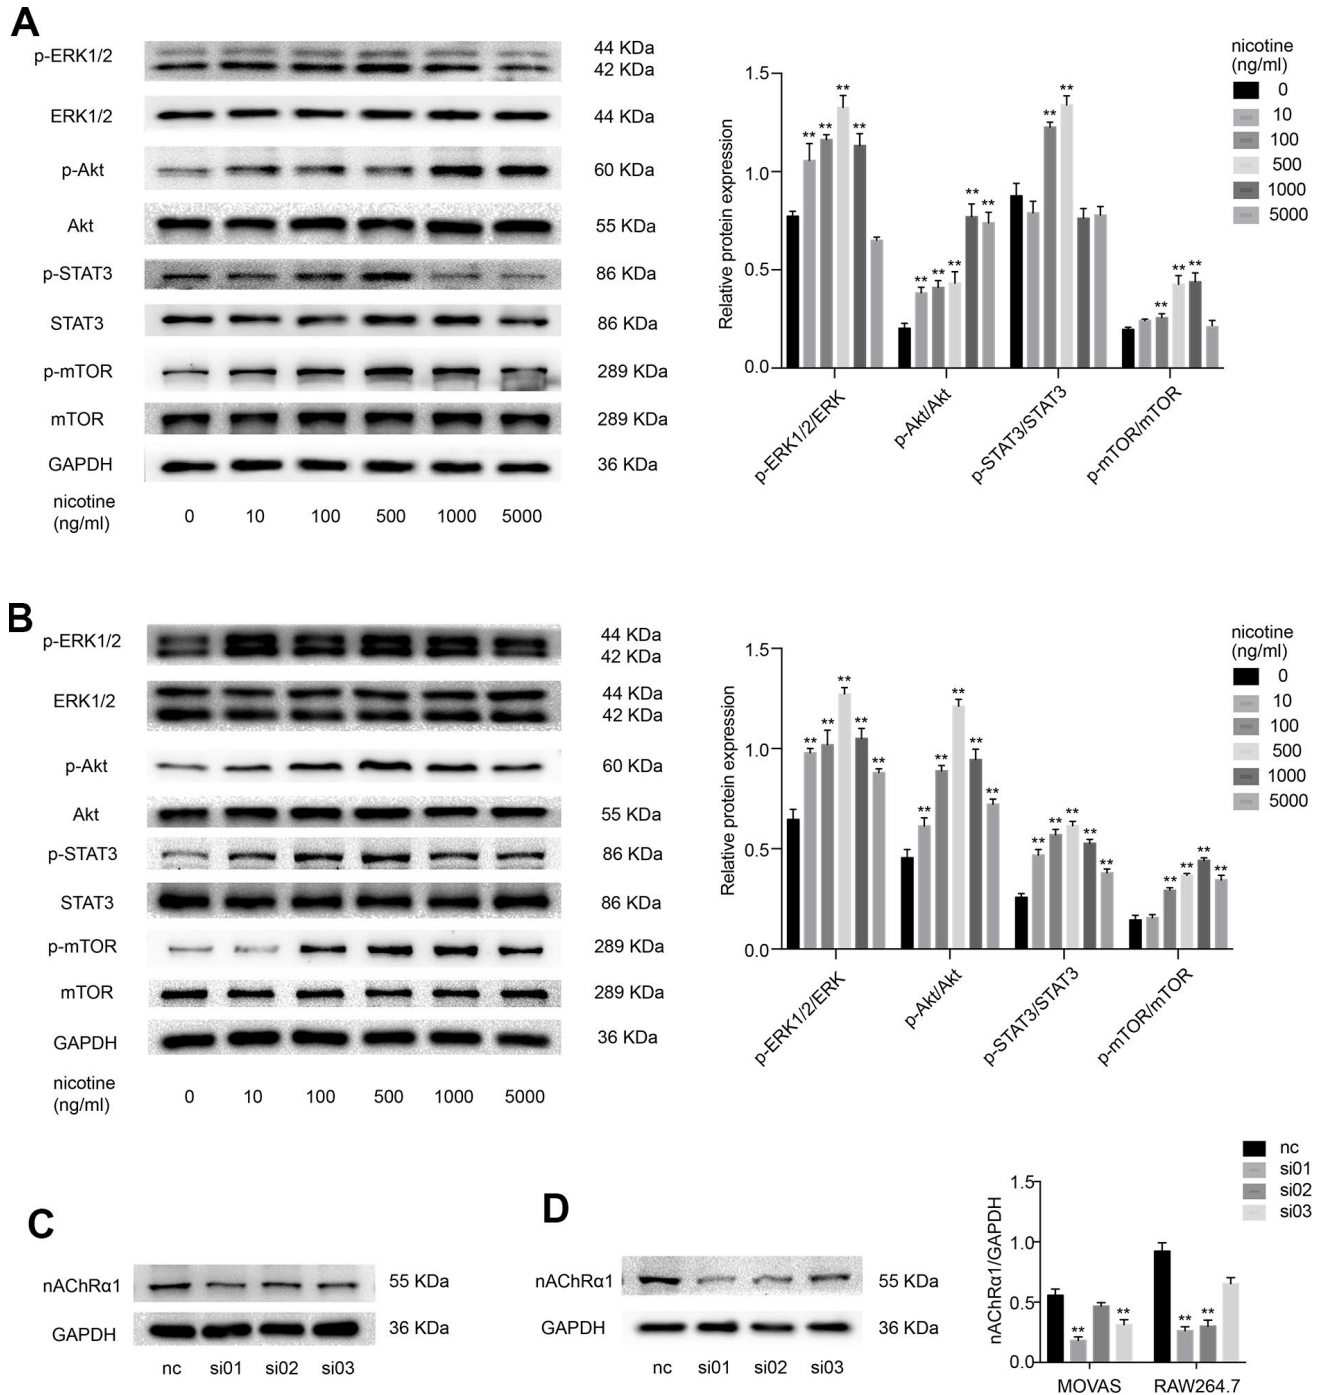 A
p-ERK1/2
44 KDa
42 KDa
ERK1/2
44 KDa
p-Akt
60 KDa
Akt
55 KDa
p-STAT3
86 KDa
STAT3
86 KDa
p-mTOR
289 KDa
mTOR
289 KDa
GAPDH
36 KDa
nicotine
(ng/ml)
0 10 100 500 1000 5000
Relative protein expression
1.5
1.0
0.5
0.0
** ** ** **
** ** ** ** **
** **
** ** **
p-ERK1/2/ERK
p-Akt/Akt
p-STAT3/STAT3
p-mTOR/mTOR
nicotine
(ng/ml)
0
10
100
500
1000
5000
B
p-ERK1/2
44 KDa
42 KDa
ERK1/2
44 KDa
42 KDa
p-Akt
60 KDa
Akt
55 KDa
p-STAT3
86 KDa
STAT3
86 KDa
p-mTOR
289 KDa
mTOR
289 KDa
GAPDH
36 KDa
nicotine
(ng/ml)
0 10 100 500 1000 5000
Relative protein expression
1.5
1.0
0.5
0.0
** ** ** ** **
** ** ** ** **
** ** ** ** **
** ** ** **
p-ERK1/2/ERK
p-Akt/Akt
p-STAT3/STAT3
p-mTOR/mTOR
nicotine
(ng/ml)
0
10
100
500
1000
5000
C
nAChRα1
55 KDa
GAPDH
36 KDa
nc si01 si02 si03
D
nAChRα1
55 KDa
GAPDH
36 KDa
nc si01 si02 si03
nAChRα1/GAPDH
1.5
1.0
0.5
0.0
** **
** **
MOVAS RAW264.7
nc
si01
si02
si03